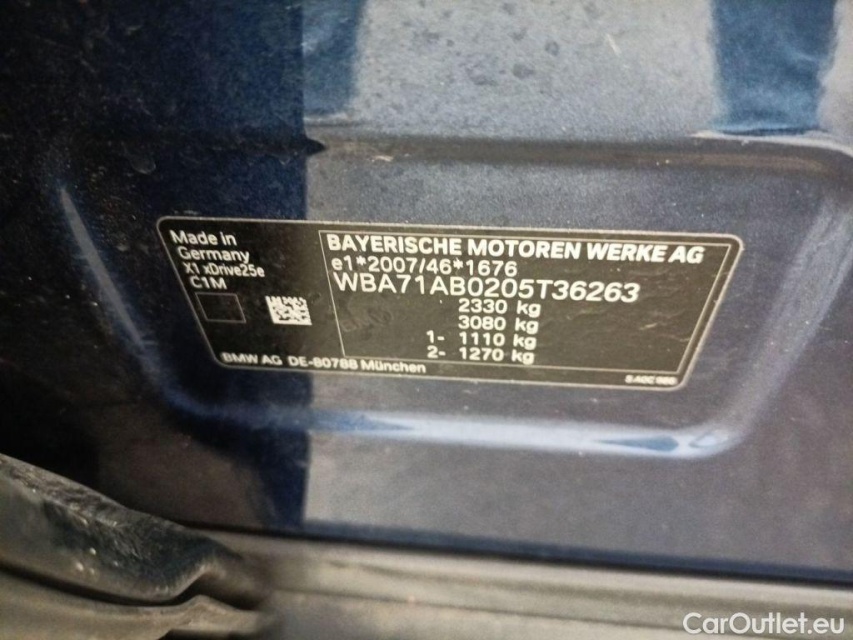 Made in
Germany
X1 xDrive25e
C1M
BAYERISCHE MOTOREN WERKE AG
e1*2007/46*1676
WBA71AB0205T36263
2330 kg
3080 kg
1- 1110 kg
2- 1270 kg
BMW AG DE-80788 München
CarOutlet.eu